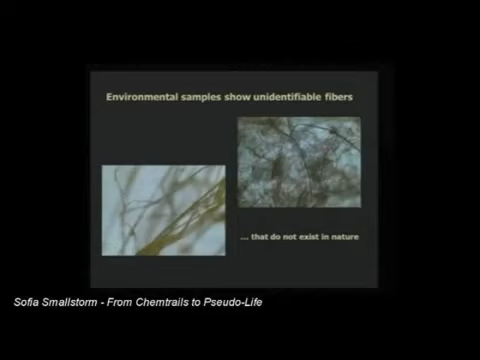 Environmental samples show unidentifiable fibers
... that do not exist in nature
Sofia Smallstorm - From Chemtrails to Pseudo-Life